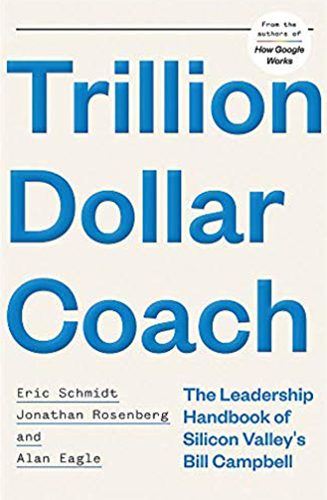 From the
authors of
How Google
Works
Trillion
Dollar
Coach
Eric Schmidt
Jonathan Rosenberg
and
Alan Eagle
The Leadership
Handbook of
Silicon Valley's
Bill Campbell